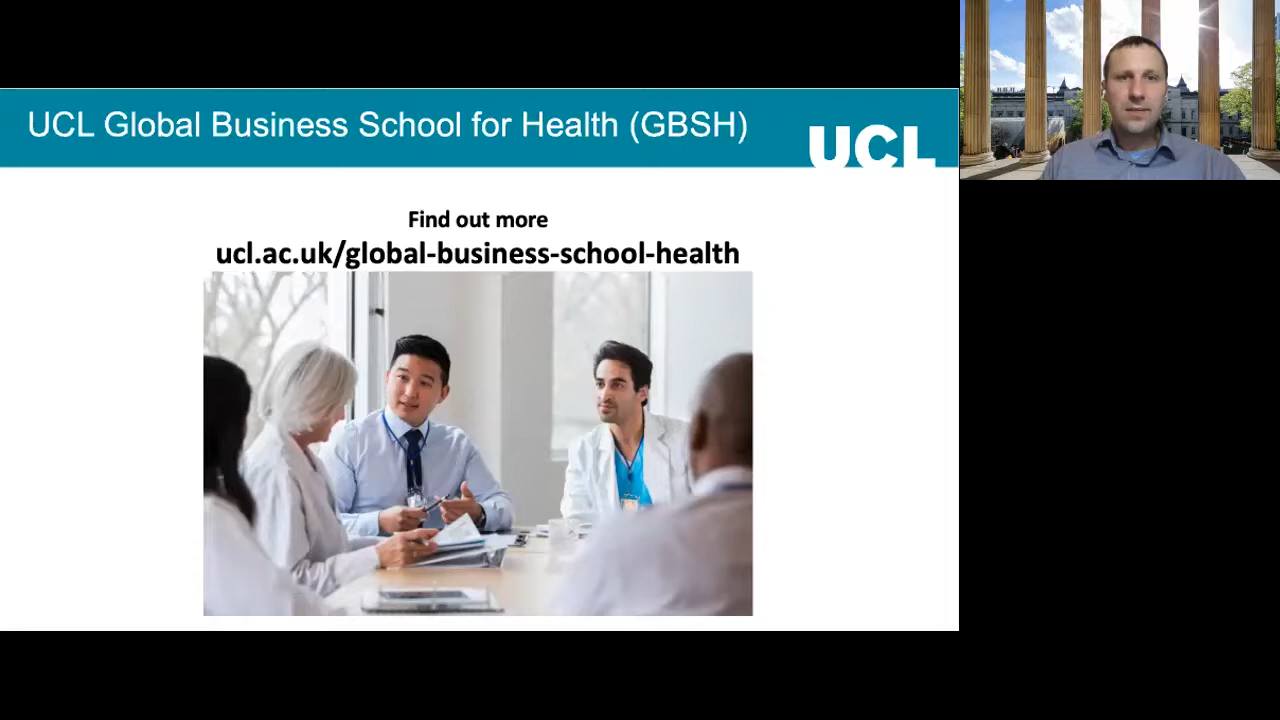 UCL Global Business School for Health (GBSH)
UCL
Find out more
ucl.ac.uk/global-business-school-health